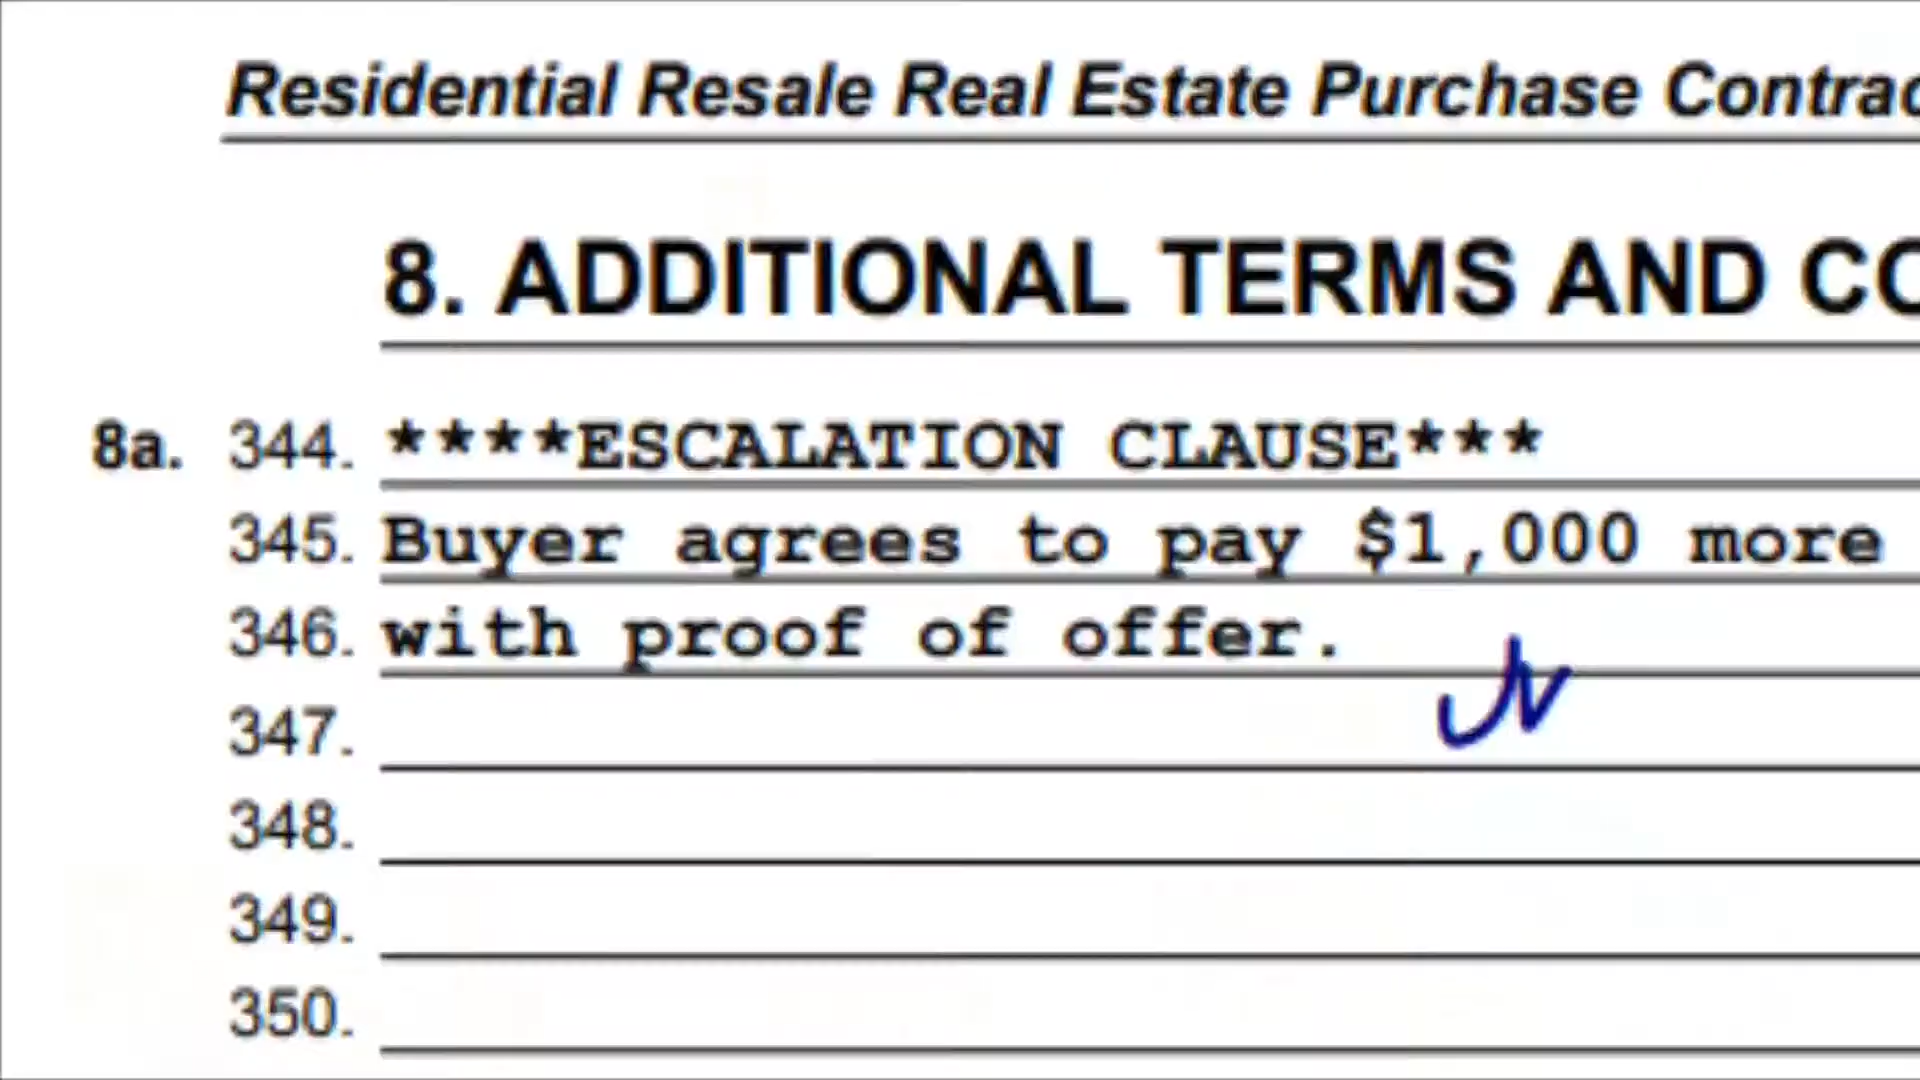 Residential Resale Real Estate Purchase Contrac
8. ADDITIONAL TERMS AND CO
8a. 344. ****ESCALATION CLAUSE***
345. Buyer agrees to pay $1,000 more
346. with proof of offer.
347.
348.
349.
350.